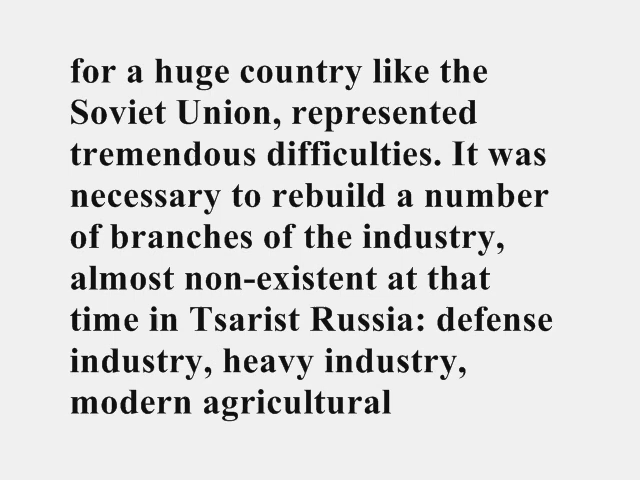 for a huge country like the
Soviet Union, represented
tremendous difficulties. It was
necessary to rebuild a number
of branches of the industry,
almost non-existent at that
time in Tsarist Russia: defense
industry, heavy industry,
modern agricultural